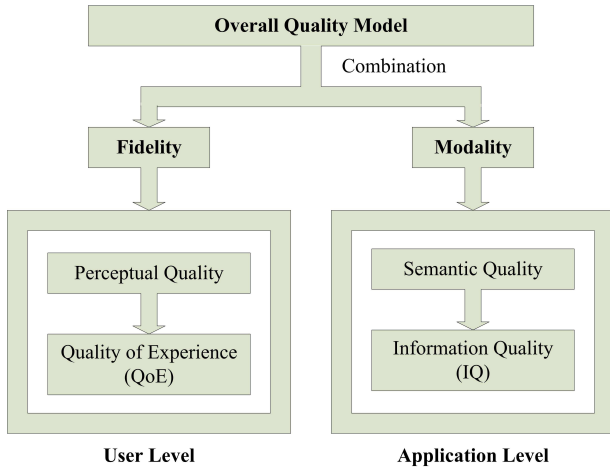 Overall Quality Model
Combination
Fidelity
Modality
Perceptual Quality
Quality of Experience
(QoE)
Semantic Quality
Information Quality
(IQ)
User Level
Application Level